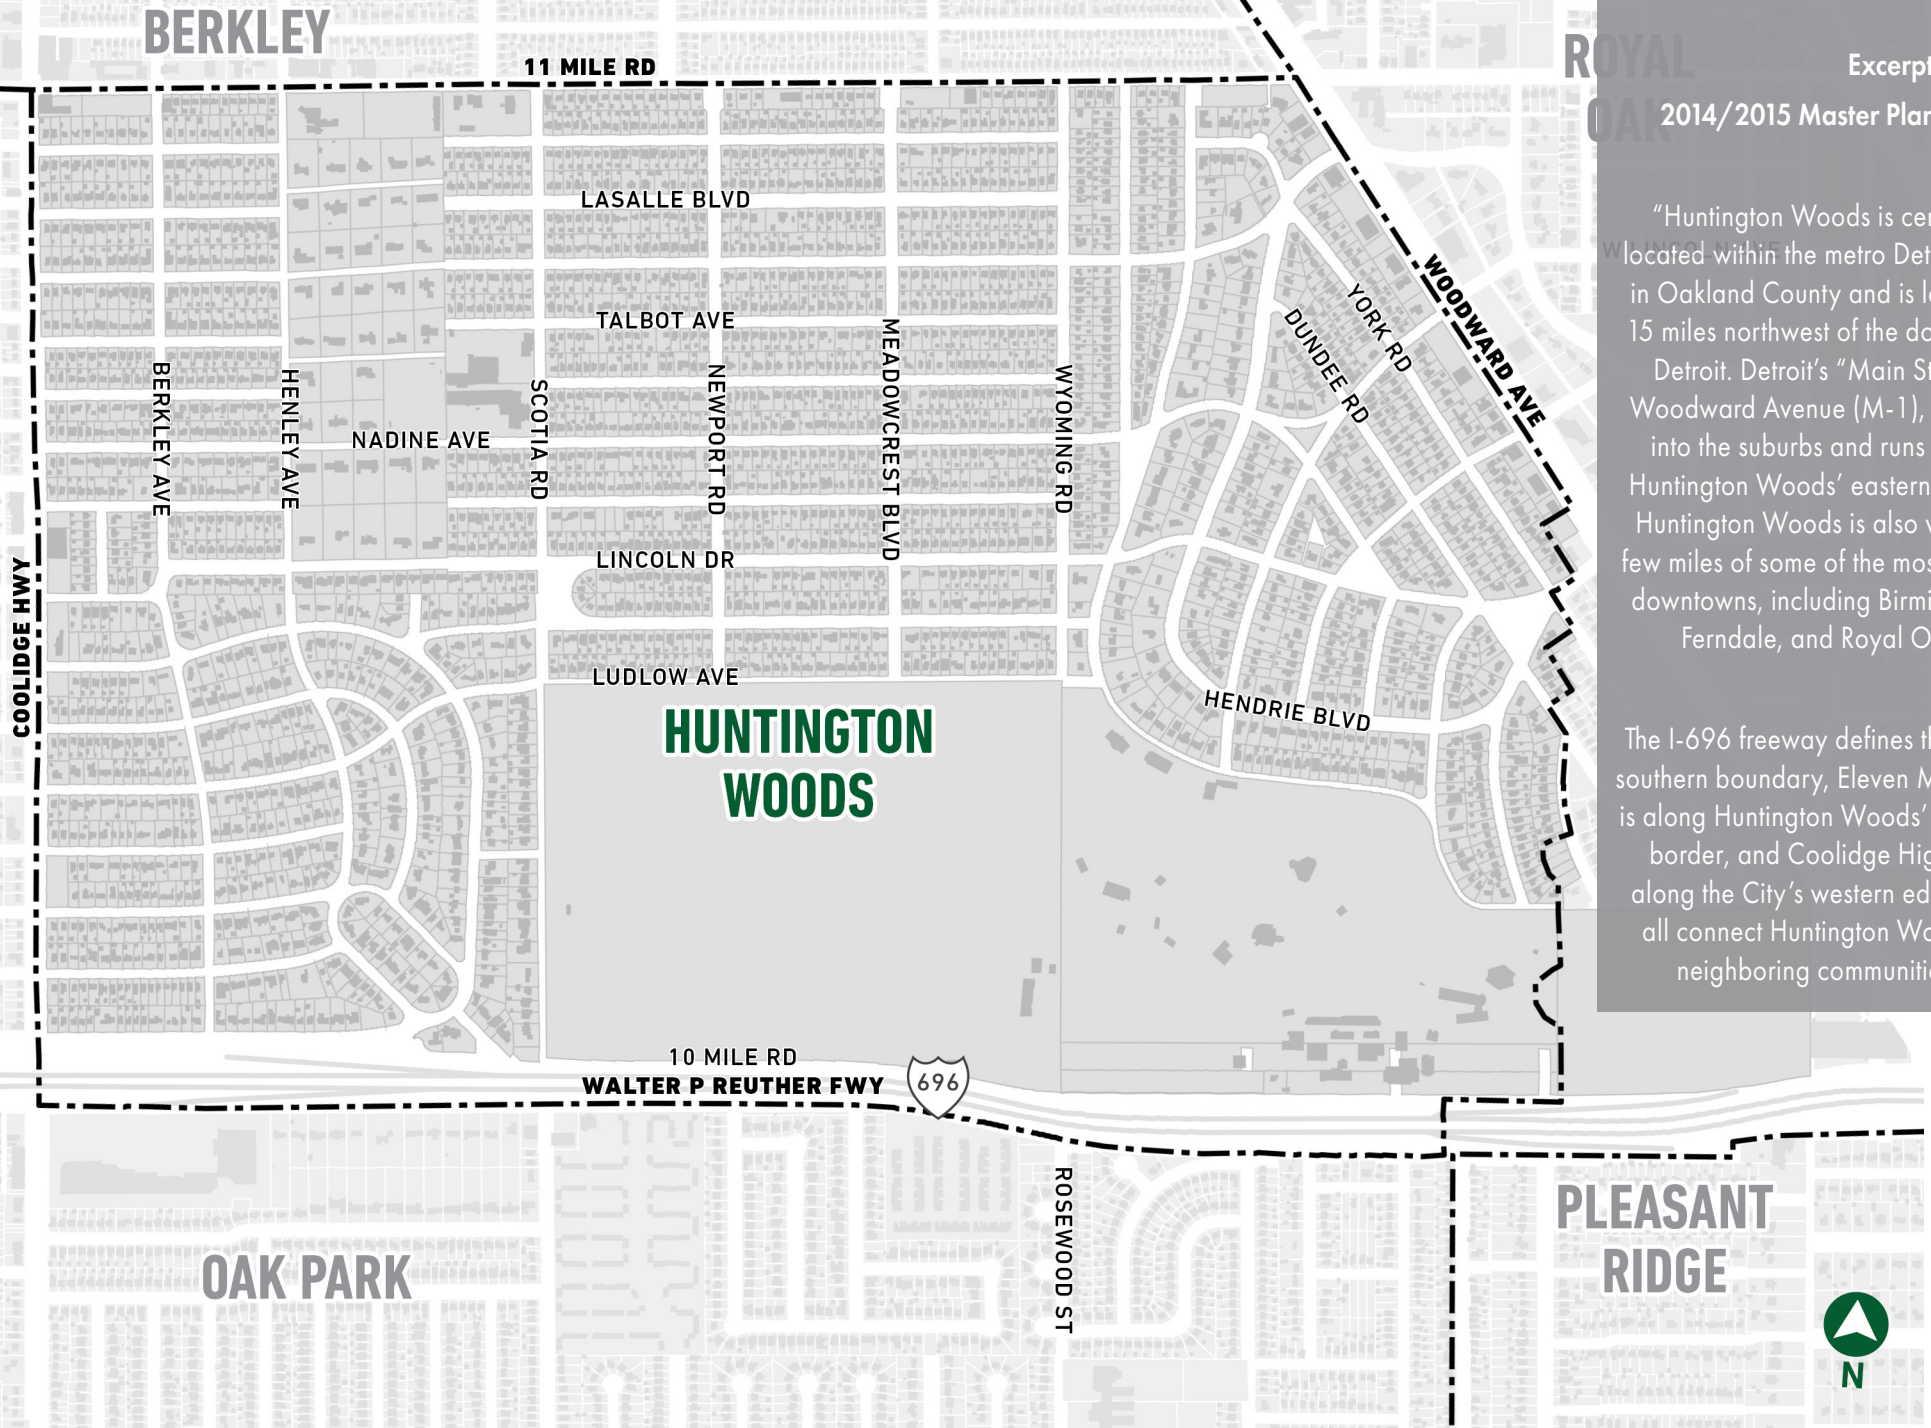 BERKLEY
11 MILE RD
ROYAL
OAK
LASALLE BLVD
TALBOT AVE
NADINE AVE
LINCOLN DR
LUDLOW AVE
BERKLEY AVE
HENLEY AVE
SCOTIA RD
NEWPORT RD
MEADOWCREST BLVD
WYOMING RD
DUNDEE RD
YORK RD
WOODWARD AVE
W LINCOLN AVE
COOLIDGE HWY
HENDRIE BLVD
HUNTINGTON
WOODS
10 MILE RD
WALTER P REUTHER FWY
696
ROSEWOOD ST
OAK PARK
PLEASANT
RIDGE
N
Excerpt
2014/2015 Master Plan
“Huntington Woods is cen
located within the metro Det
in Oakland County and is lo
15 miles northwest of the do
Detroit. Detroit’s “Main St
Woodward Avenue (M-1),
into the suburbs and runs
Huntington Woods’ eastern
Huntington Woods is also w
few miles of some of the mos
downtowns, including Birmi
Ferndale, and Royal O
The I-696 freeway defines th
southern boundary, Eleven M
is along Huntington Woods’
border, and Coolidge Hig
along the City’s western ed
all connect Huntington Wo
neighboring communitie